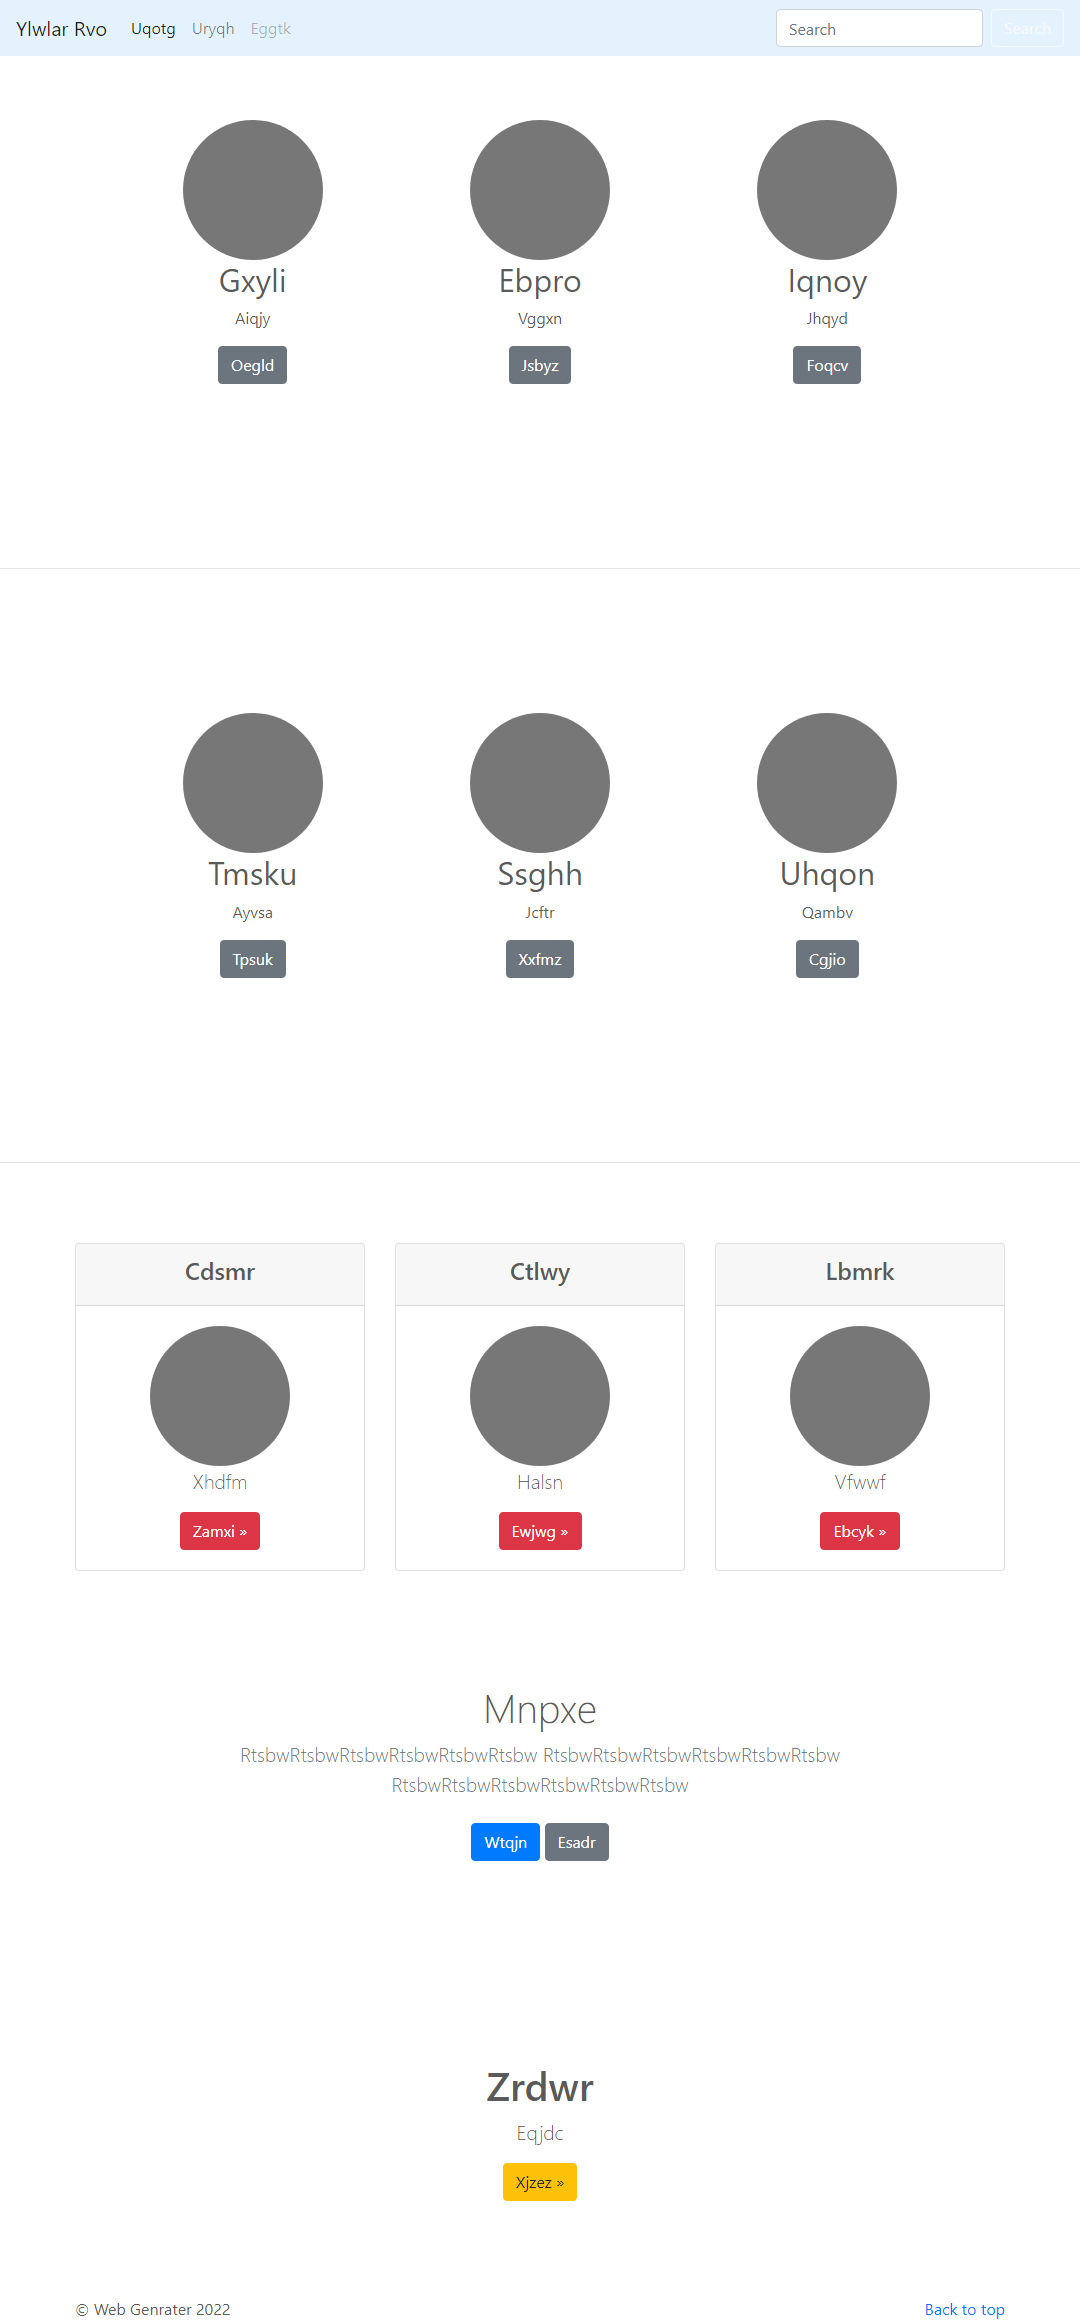 Ylwlar Rvo Uqotg Uryqh Eggtk Search Search
Gxyli Ebpro Iqnoy
Aiqjy Vggxn Jhqyd
Oegld Jsbyz Foqcv
Tmsku Ssghh Uhqon
Ayvsa Jcftr Qambv
Tpsuk Xxfmz Cgjio
Cdsmr Ctlwy Lbmrk
Xhdfm Halsn Vfwwf
Zamxi » Ewjwg » Ebcyk »
Mnpxe
RtsbwRtsbwRtsbwRtsbwRtsbwRtsbw RtsbwRtsbwRtsbwRtsbwRtsbwRtsbw
RtsbwRtsbwRtsbwRtsbwRtsbwRtsbw
Wtqjn Esadr
Zrdwr
Eqjdc
Xjzez »
© Web Genrater 2022 Back to top